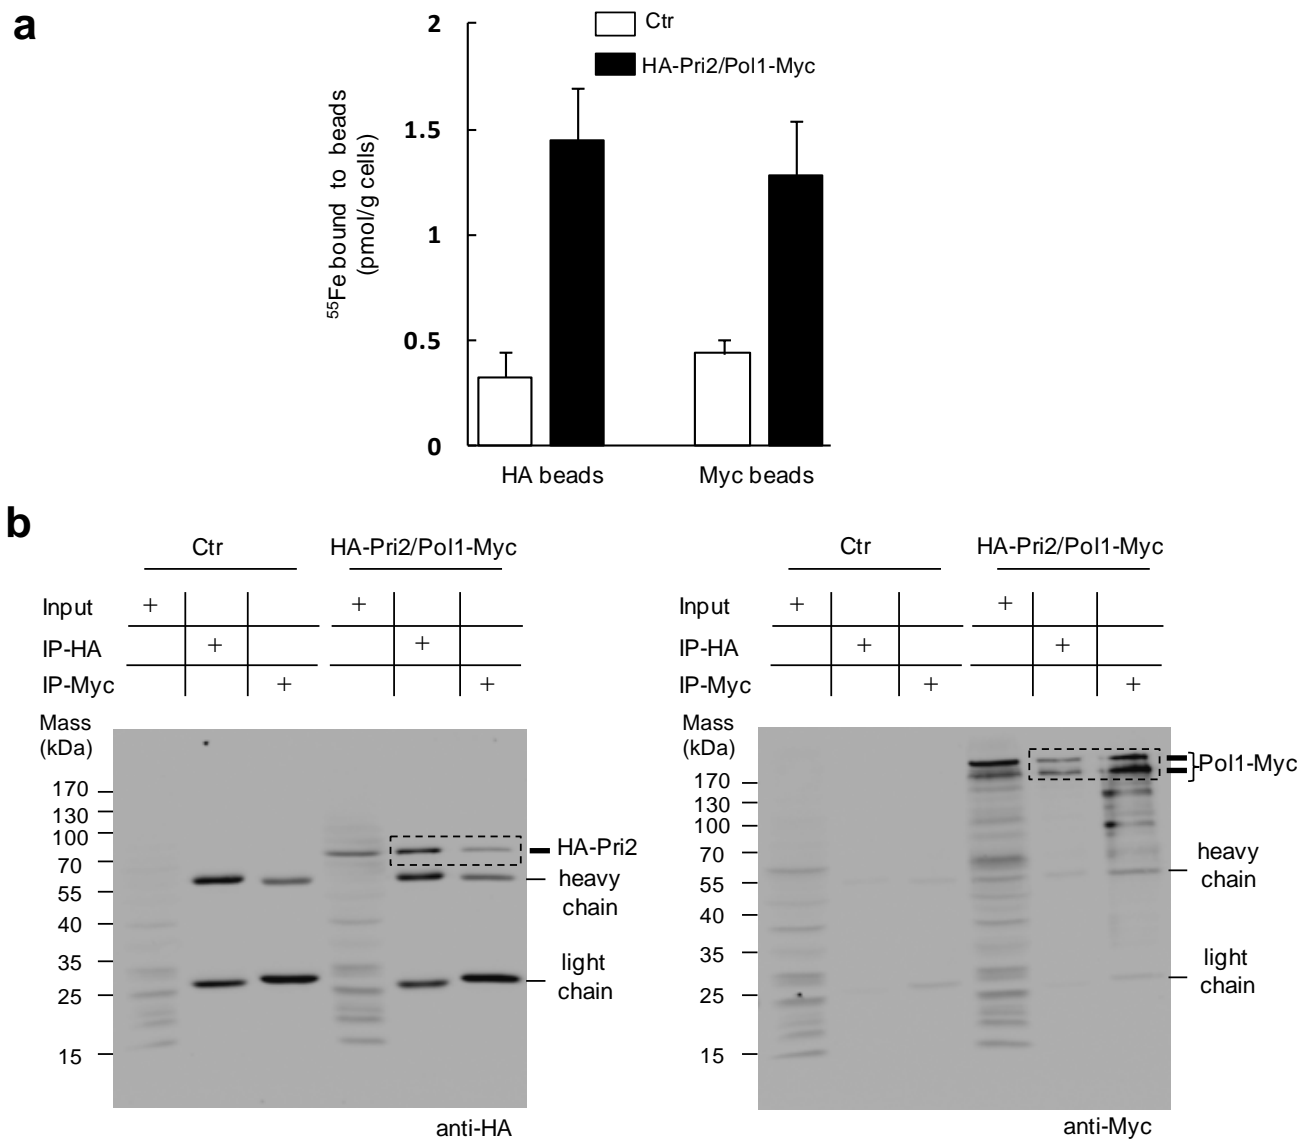 a
2
1.5
1
0.5
0
55Fe bound to beads
(pmol/g cells)
Ctr
HA-Pri2/Pol1-Myc
HA beads
Myc beads
b
Ctr
HA-Pri2/Pol1-Myc
Input + +
IP-HA + +
IP-Myc + +
Mass
(kDa)
170
130
100
70
55
40
35
25
15
HA-Pri2
heavy
chain
light
chain
anti-HA
Ctr
HA-Pri2/Pol1-Myc
Input + +
IP-HA + +
IP-Myc + +
Mass
(kDa)
170
130
100
70
55
40
35
25
15
Pol1-Myc
heavy
chain
light
chain
anti-Myc